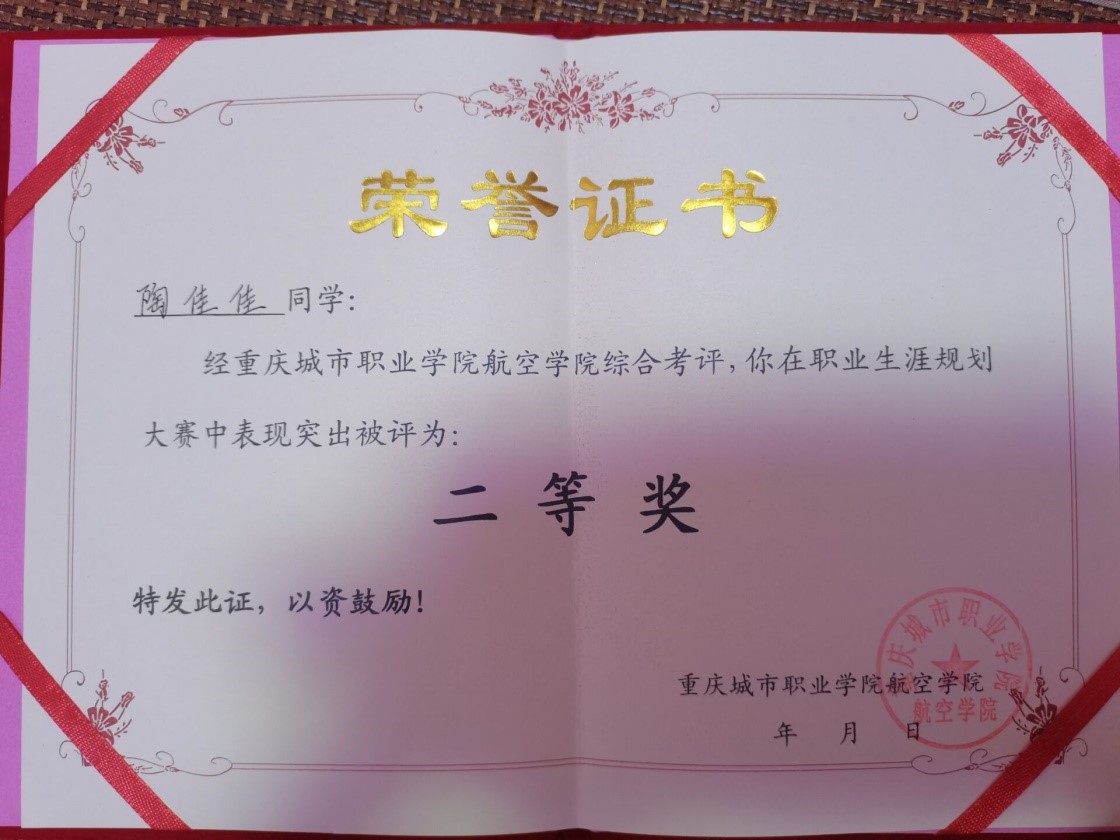 荣誉证书
陶佳佳 同学：
经重庆城市职业学院航空学院综合考评，你在职业生涯规划
大赛中表现突出被评为：
二等奖
特发此证，以资鼓励！
重庆城市职业学院航空学院
年 月 日
庆城市职业学院
航空学院